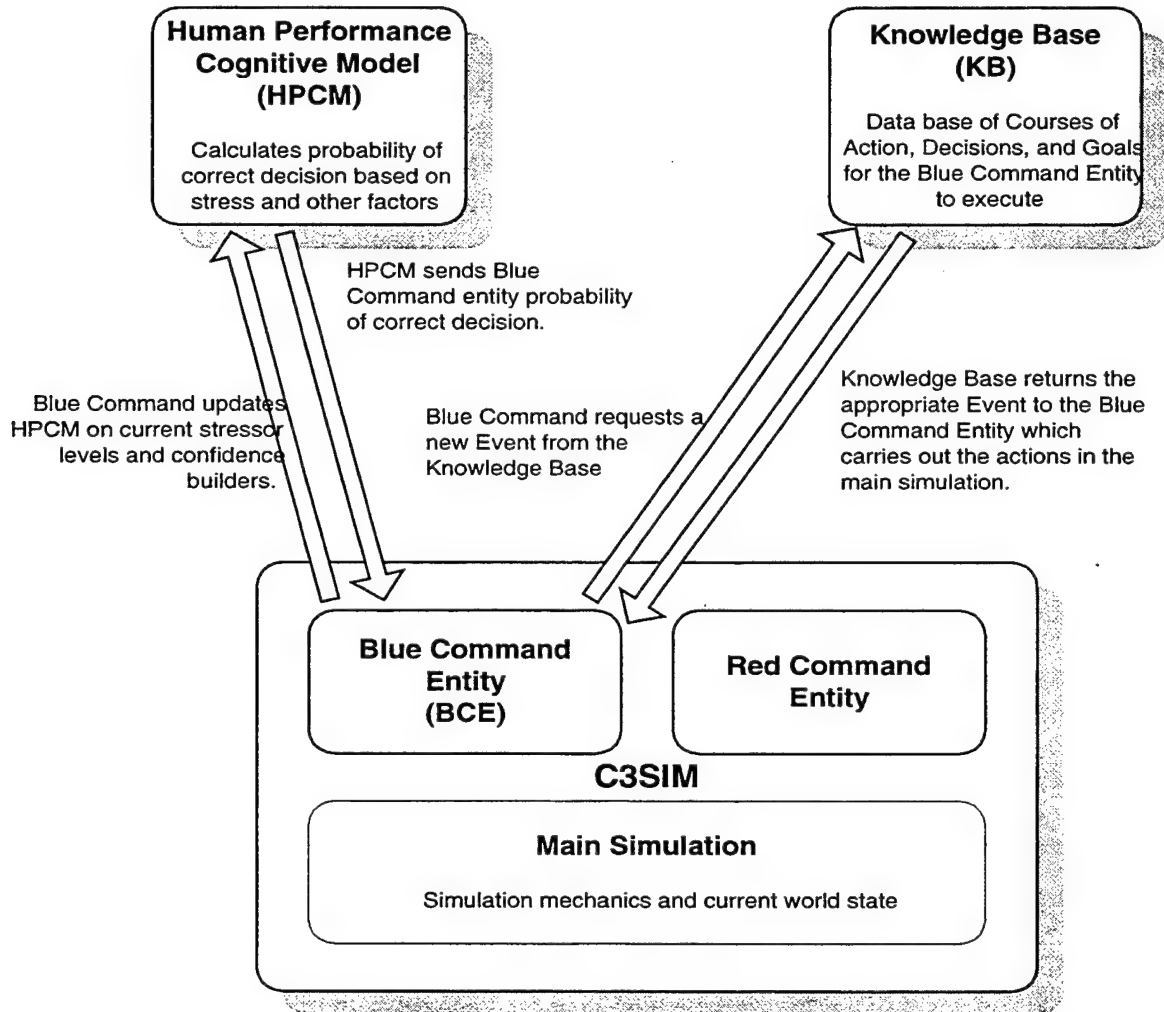 Human Performance
Cognitive Model
(HPCM)
Calculates probability of
correct decision based on
stress and other factors
Knowledge Base
(KB)
Data base of Courses of
Action, Decisions, and Goals
for the Blue Command Entity
to execute
HPCM sends Blue
Command entity probability
of correct decision.
Blue Command updates
HPCM on current stressor
levels and confidence
builders.
Blue Command requests a
new Event from the
Knowledge Base
Knowledge Base returns the
appropriate Event to the Blue
Command Entity which
carries out the actions in the
main simulation.
Blue Command
Entity
(BCE)
Red Command
Entity
C3SIM
Main Simulation
Simulation mechanics and current world state